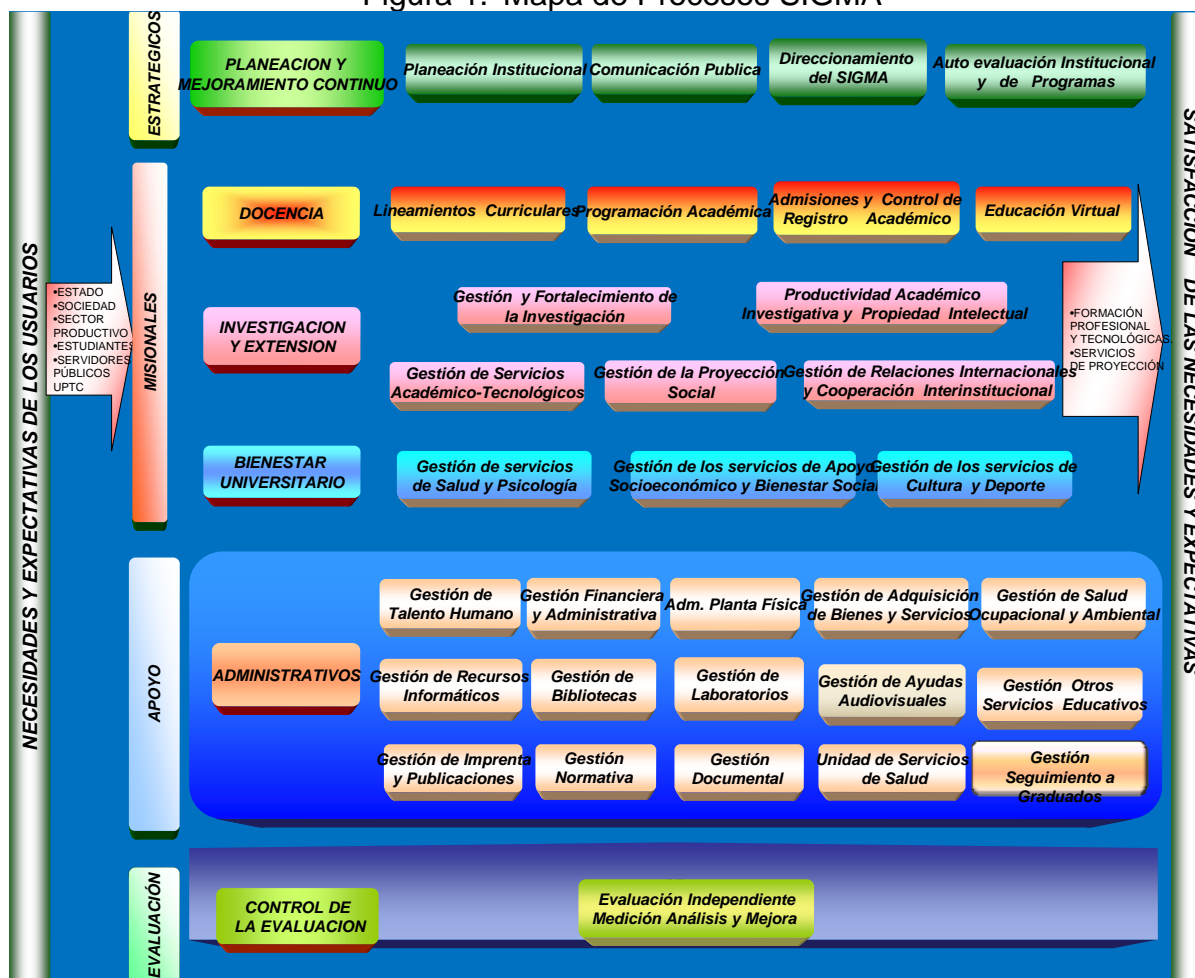 Figura 1. Mapa de Procesos SIGMA
NECESIDADES Y EXPECTATIVAS DE LOS USUARIOS
•ESTADO
•SOCIEDAD
•SECTOR
PRODUCTIVO
•ESTUDIANTES
•SERVIDORES
PÚBLICOS
UPTC
ESTRATEGICOS
PLANEACION Y
MEJORAMIENTO CONTINUO
Planeación Institucional
Comunicación Publica
Direccionamiento
del SIGMA
Auto evaluación Institucional
y de Programas
MISIONALES
DOCENCIA
Lineamientos Curriculares
Programación Académica
Admisiones y Control de
Registro Académico
Educación Virtual
INVESTIGACION
Y EXTENSION
Gestión y Fortalecimiento de
la Investigación
Productividad Académico
Investigativa y Propiedad Intelectual
Gestión de Servicios
Académico-Tecnológicos
Gestión de la Proyección
Social
Gestión de Relaciones Internacionales
y Cooperación Interinstitucional
BIENESTAR
UNIVERSITARIO
Gestión de servicios
de Salud y Psicología
Gestión de los servicios de Apoyo
Socioeconómico y Bienestar Social
Gestión de los servicios de
Cultura y Deporte
APOYO
ADMINISTRATIVOS
Gestión de
Talento Humano
Gestión Financiera
y Administrativa
Adm. Planta Física
Gestión de Adquisición
de Bienes y Servicios
Gestión de Salud
Ocupacional y Ambiental
Gestión de Recursos
Informáticos
Gestión de
Bibliotecas
Gestión de
Laboratorios
Gestión de Ayudas
Audiovisuales
Gestión Otros
Servicios Educativos
Gestión de Imprenta
y Publicaciones
Gestión
Normativa
Gestión
Documental
Unidad de Servicios
de Salud
Gestión
Seguimiento a
Graduados
EVALUACIÓN
CONTROL DE
LA EVALUACION
Evaluación Independiente
Medición Análisis y Mejora
•FORMACIÓN
PROFESIONAL
Y TECNOLÓGICAS.
•SERVICIOS
DE PROYECCIÓN
SATISFACCION DE LAS NECESIDADES Y EXPECTATIVAS